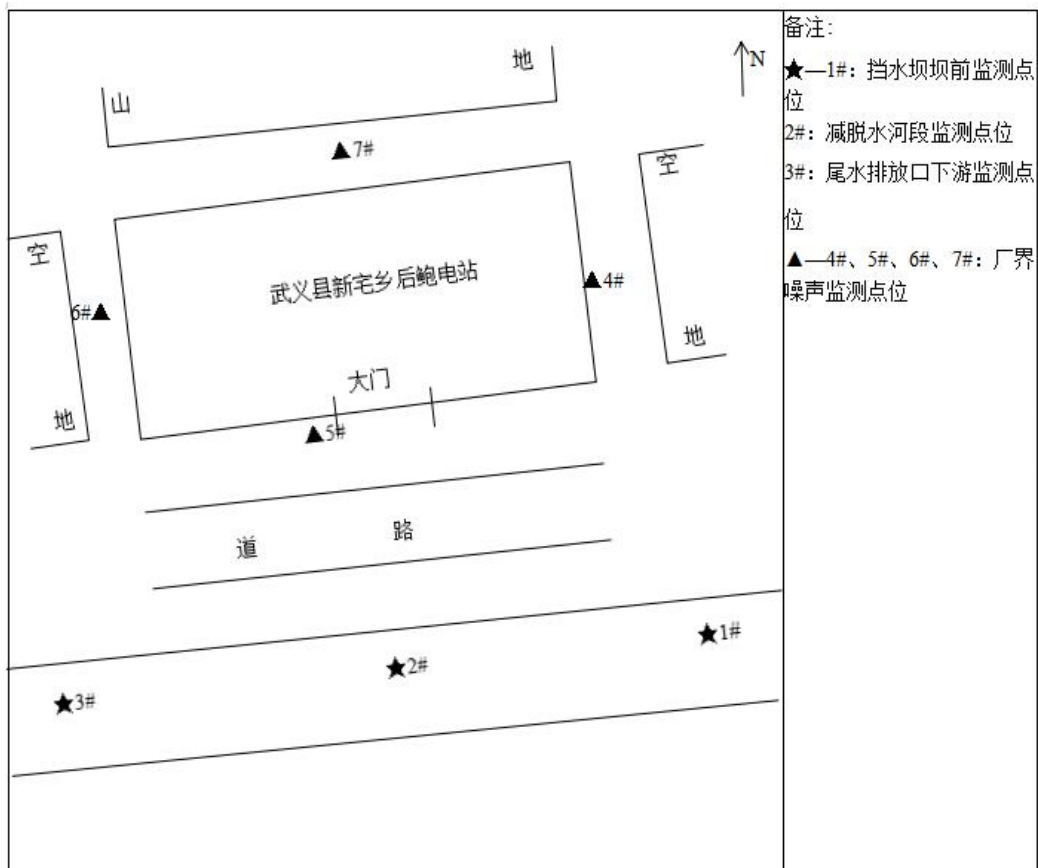 N
山 地
▲7#
空 地
空 地
武义县新宅乡后鲍电站
▲4#
6#▲
大门
▲5#
道 路
★1#
★2#
★3#
备注：
★—1#：挡水坝坝前监测点
位
2#：减脱水河段监测点位
3#：尾水排放口下游监测点
位
▲—4#、5#、6#、7#：厂界
噪声监测点位